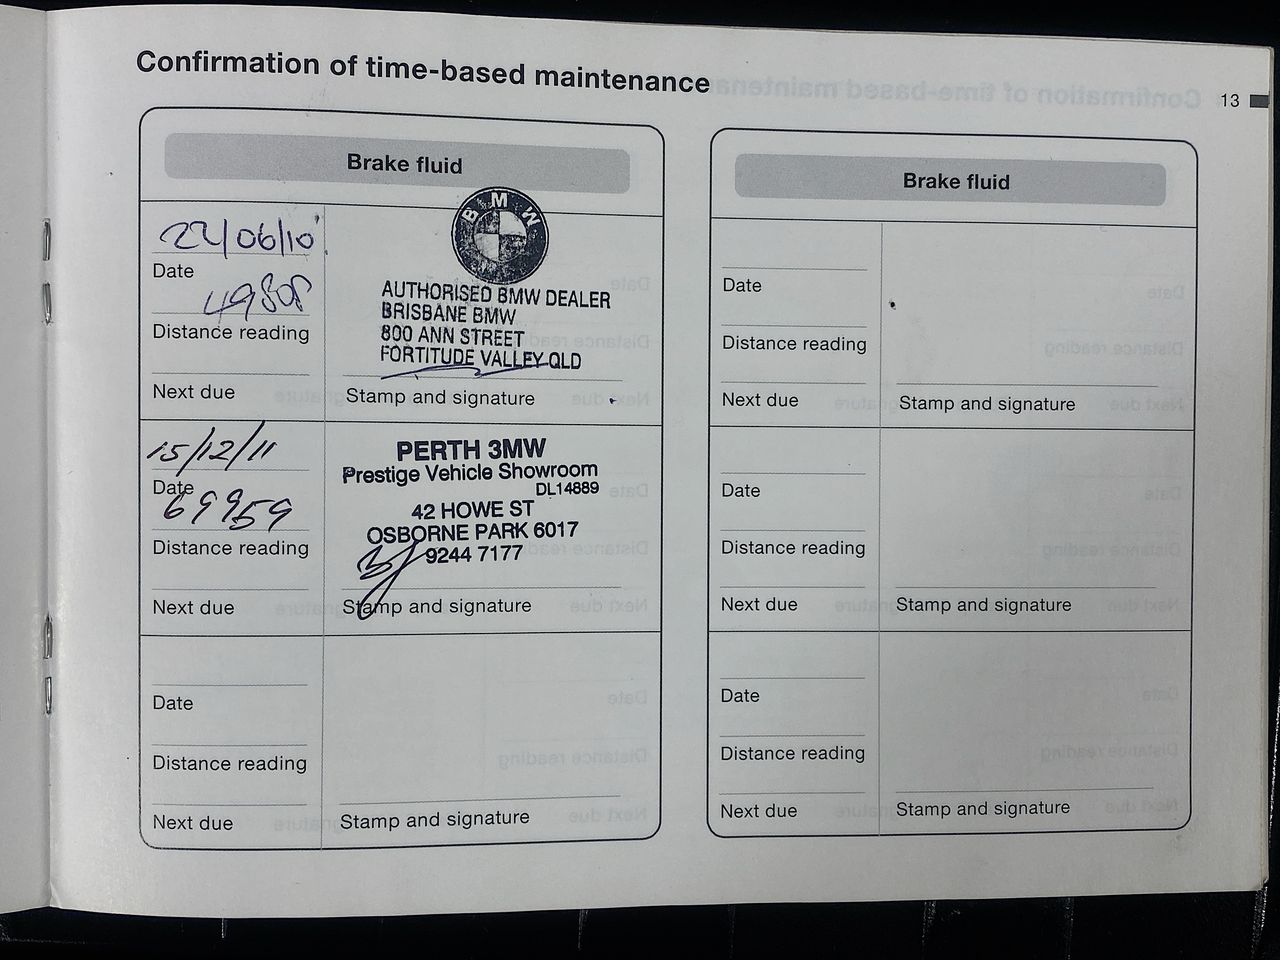 Confirmation of time-based maintenance
13
Brake fluid
22/06/10
Date
Distance reading
Next due
BMW
AUTHORISED BMW DEALER
BRISBANE BMW
800 ANN STREET
FORTITUDE VALLEY QLD
Stamp and signature
15/12/11
Date
69959
Distance reading
Next due
PERTH 3MW
Prestige Vehicle Showroom
DL14889
42 HOWE ST
OSBORNE PARK 6017
9244 7177
Stamp and signature
Date
Distance reading
Next due
Stamp and signature
Brake fluid
Date
Distance reading
Next due
Stamp and signature
Date
Distance reading
Next due
Stamp and signature
Date
Distance reading
Next due
Stamp and signature